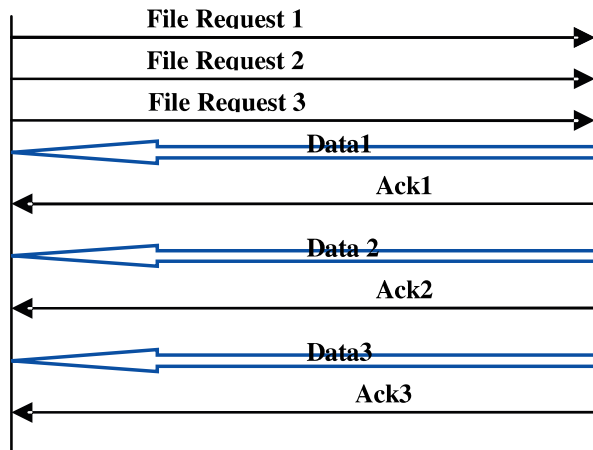 File Request 1
File Request 2
File Request 3
Data1
Ack1
Data 2
Ack2
Data3
Ack3